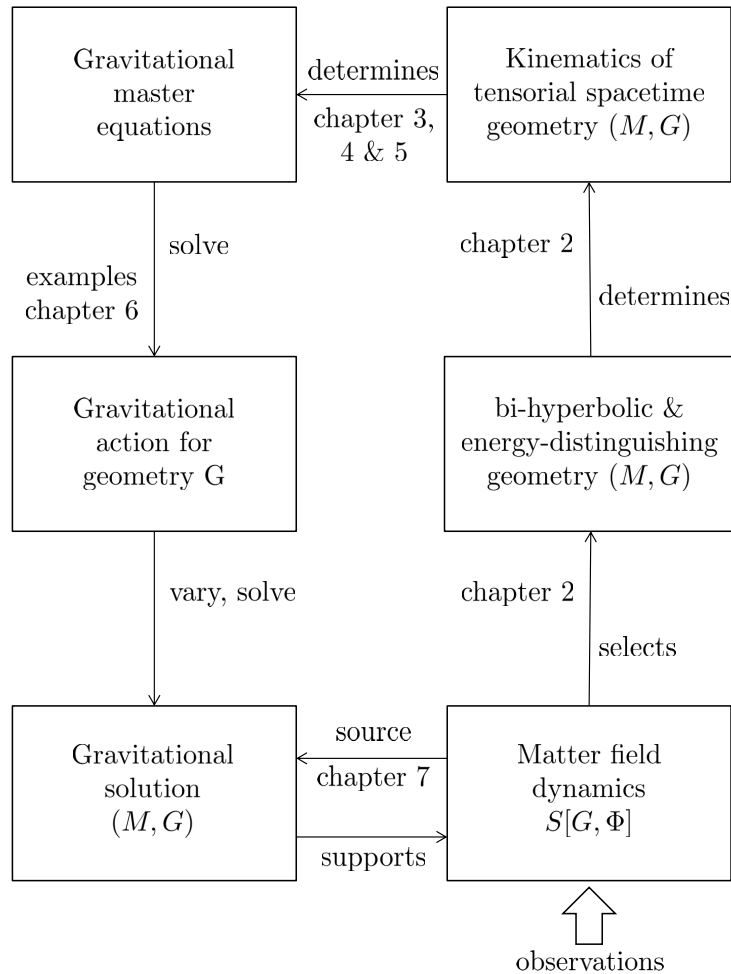 Gravitational
master
equations
determines
chapter 3,
4 & 5
Kinematics of
tensorial spacetime
geometry (M, G)
solve
examples
chapter 6
chapter 2
determines
Gravitational
action for
geometry G
bi-hyperbolic &
energy-distinguishing
geometry (M, G)
vary, solve
chapter 2
selects
Gravitational
solution
(M, G)
source
chapter 7
supports
Matter field
dynamics
S[G, Φ]
observations